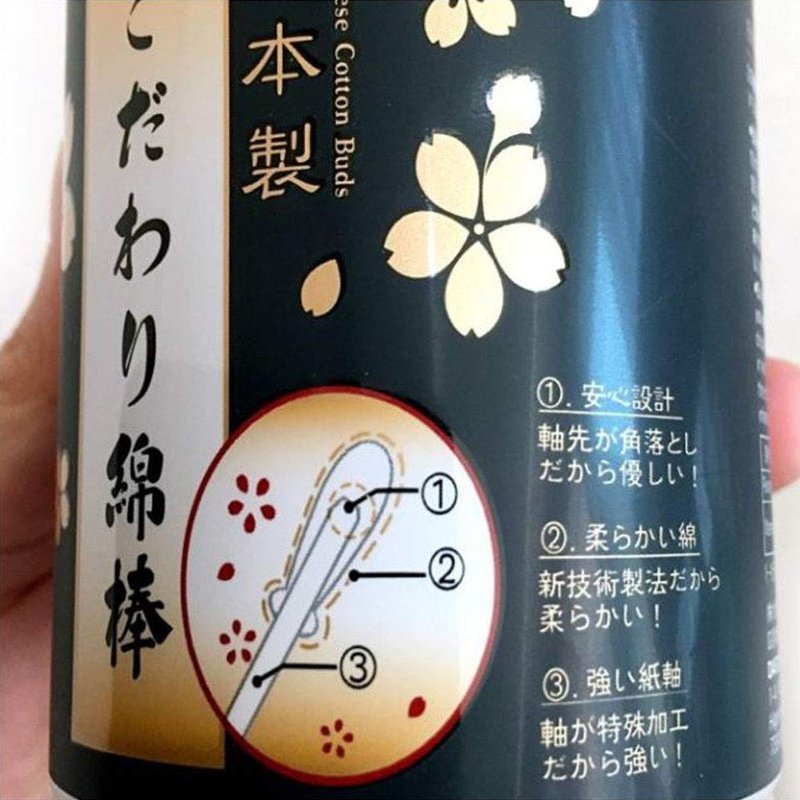 こだわり綿棒
本製
ese Cotton Buds
①
②
③
①. 安心設計
軸先が角落とし
だから優しい！
②. 柔らかい綿
新技術製法だから
柔らかい！
③. 強い紙軸
軸が特殊加工
だから強い！